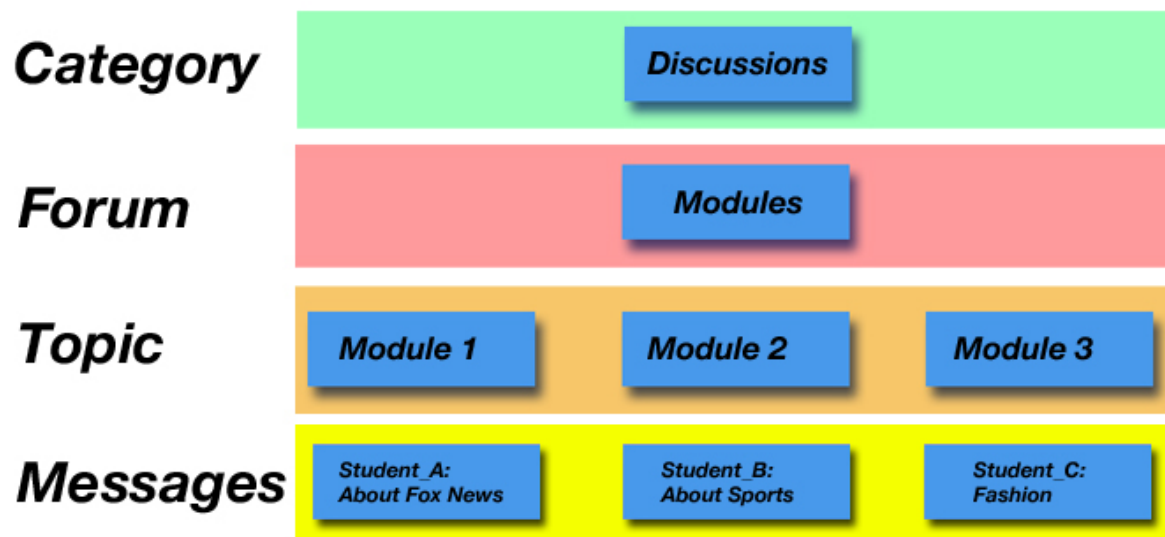 Category
Discussions
Forum
Modules
Topic
Module 1
Module 2
Module 3
Messages
Student_A:
About Fox News
Student_B:
About Sports
Student_C:
Fashion